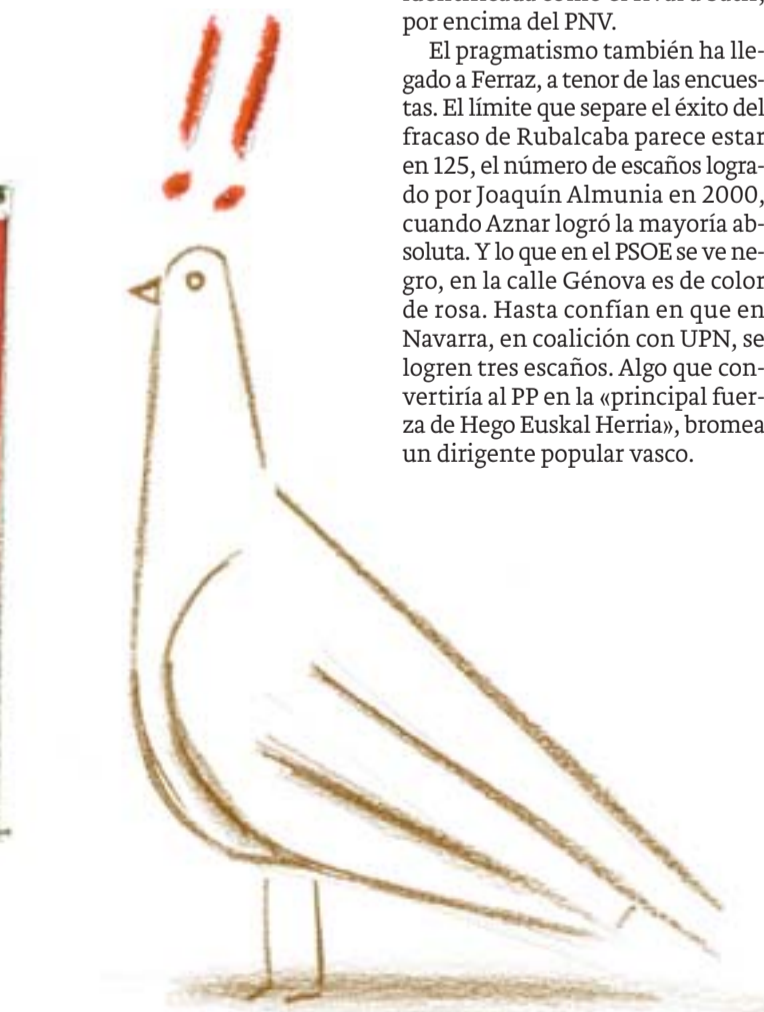 por encima del PNV.
El pragmatismo también ha lle-
gado a Ferraz, a tenor de las encues-
tas. El límite que separe el éxito del
fracaso de Rubalcaba parece estar
en 125, el número de escaños logra-
do por Joaquín Almunia en 2000,
cuando Aznar logró la mayoría ab-
soluta. Y lo que en el PSOE se ve ne-
gro, en la calle Génova es de color
de rosa. Hasta confían en que en
Navarra, en coalición con UPN, se
logren tres escaños. Algo que con-
vertiría al PP en la «principal fuer-
za de Hego Euskal Herria», bromea
un dirigente popular vasco.
!!